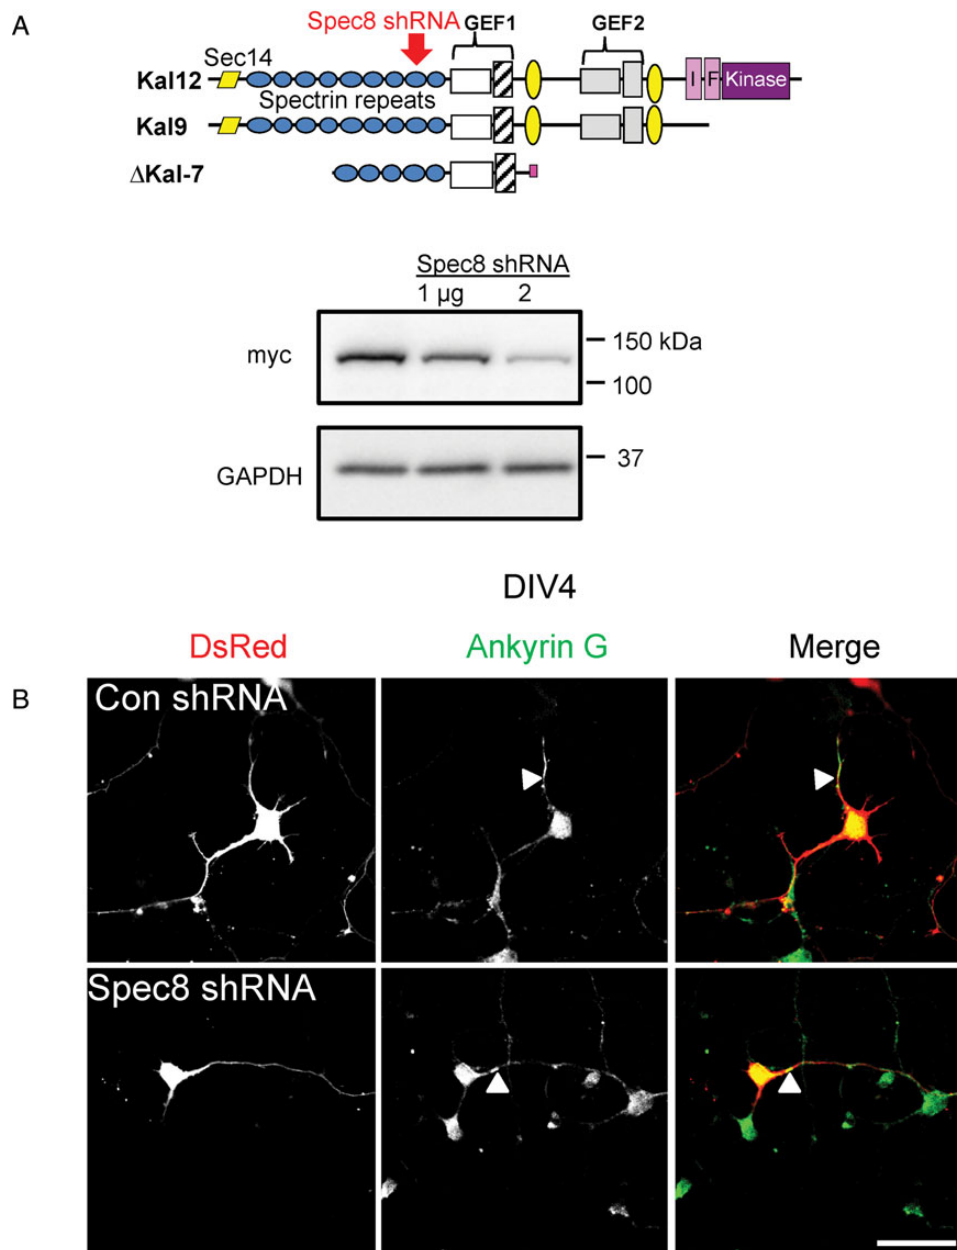 A
Spec8 shRNA
GEF1
GEF2
Sec14
Kal12
I F Kinase
Spectrin repeats
Kal9
ΔKal-7
Spec8 shRNA
1 µg 2
myc
150 kDa
100
GAPDH
37
DIV4
DsRed Ankyrin G Merge
B
Con shRNA
Spec8 shRNA